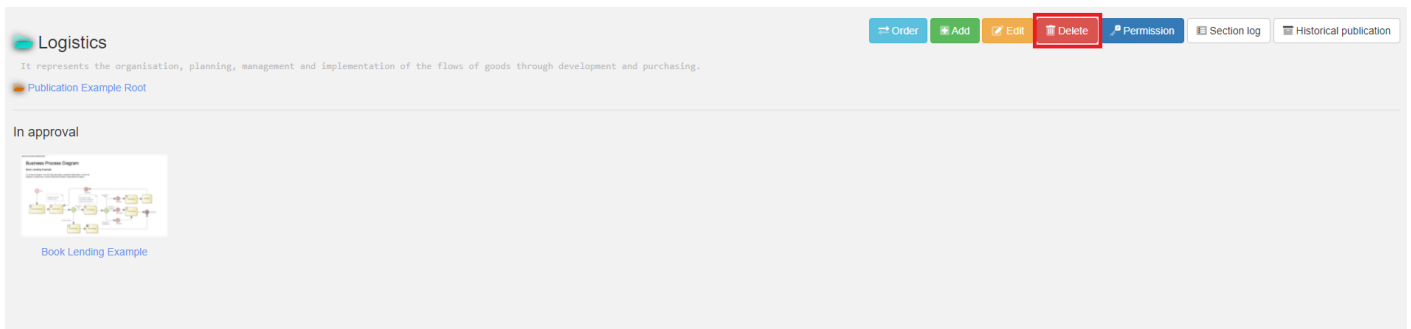 Logistics
Order Add Edit Delete Permission Section log Historical publication
It represents the organisation, planning, management and implementation of the flows of goods through development and purchasing.
Publication Example Root
In approval
Business Process Diagram
Book Lending Example